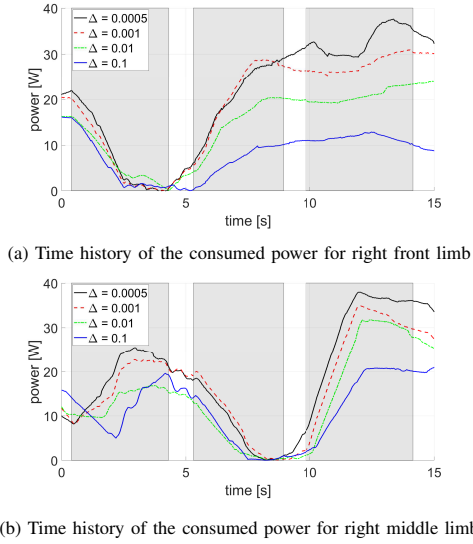 40
30
20
10
0
power [W]
Δ = 0.0005
Δ = 0.001
Δ = 0.01
Δ = 0.1
0 5 10 15
time [s]
(a) Time history of the consumed power for right front limb
40
30
20
10
0
power [W]
Δ = 0.0005
Δ = 0.001
Δ = 0.01
Δ = 0.1
0 5 10 15
time [s]
(b) Time history of the consumed power for right middle limb